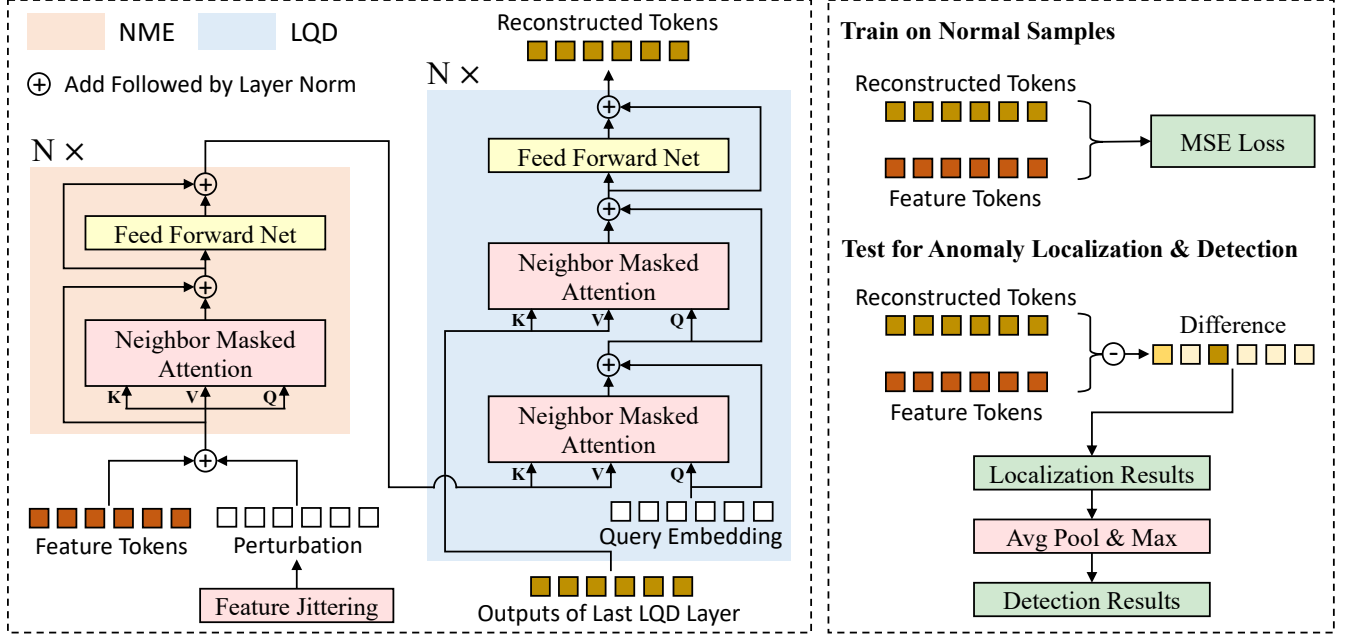 NME
LQD
Add Followed by Layer Norm
N ×
Feed Forward Net
Neighbor Masked
Attention
K
V
Q
Feature Tokens
Perturbation
Feature Jittering
Reconstructed Tokens
N ×
Feed Forward Net
Neighbor Masked
Attention
K
V
Q
Neighbor Masked
Attention
K
V
Q
Query Embedding
Outputs of Last LQD Layer
Train on Normal Samples
Reconstructed Tokens
MSE Loss
Feature Tokens
Test for Anomaly Localization & Detection
Reconstructed Tokens
Difference
Feature Tokens
Localization Results
Avg Pool & Max
Detection Results